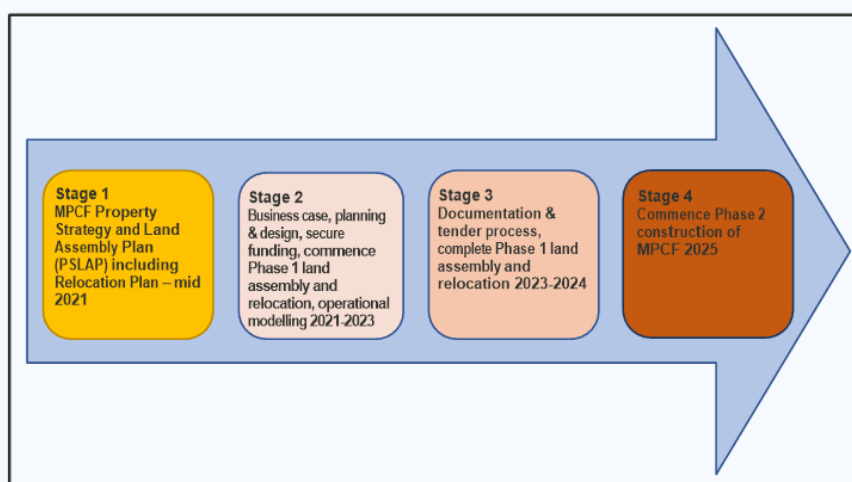 Stage 1
MPCF Property
Strategy and Land
Assembly Plan
(PSLAP) including
Relocation Plan – mid
2021
Stage 2
Business case, planning
& design, secure
funding, commence
Phase 1 land
assembly and
relocation, operational
modelling 2021-2023
Stage 3
Documentation &
tender process,
complete Phase 1 land
assembly and
relocation 2023-2024
Stage 4
Commence Phase 2
construction of
MPCF 2025